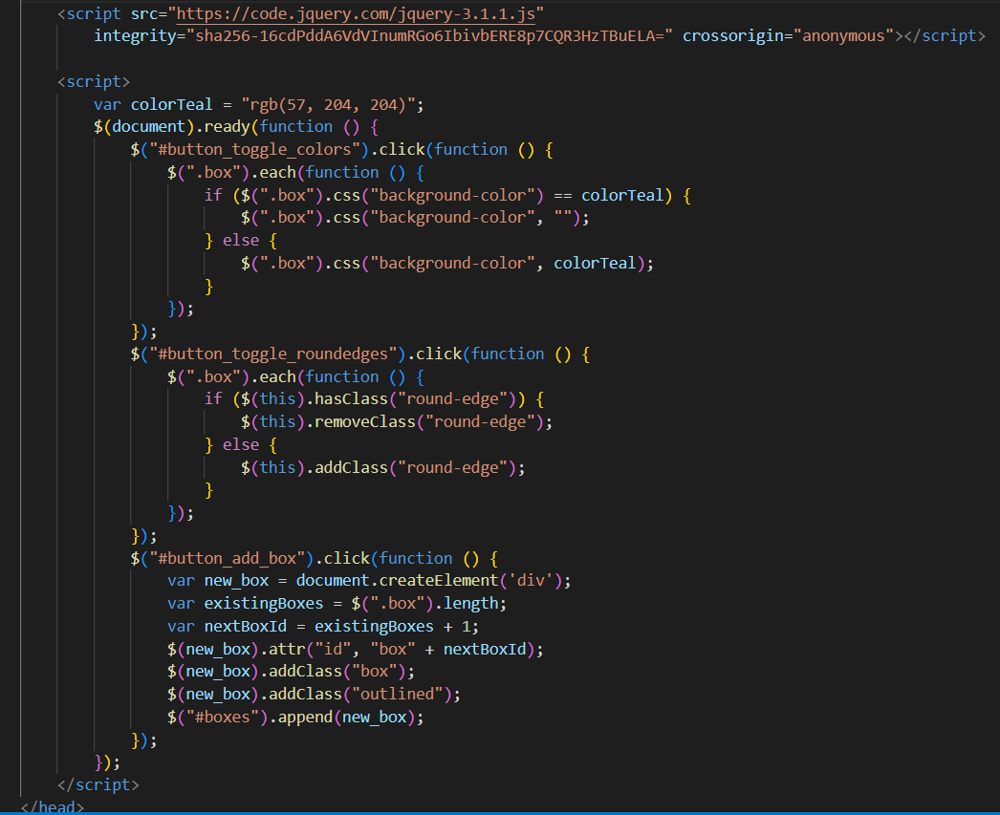 <script src="https://code.jquery.com/jquery-3.1.1.js"
integrity="sha256-16cdPddA6VdVInumRGo6IbivbERE8p7CQR3HzTBuELA=" crossorigin="anonymous"></script>
<script>
var colorTeal = "rgb(57, 204, 204)";
$(document).ready(function () {
$("#button_toggle_colors").click(function () {
$(".box").each(function () {
if ($(".box").css("background-color") == colorTeal) {
$(".box").css("background-color", "");
} else {
$(".box").css("background-color", colorTeal);
}
});
});
$("#button_toggle_roundedges").click(function () {
$(".box").each(function () {
if ($(this).hasClass("round-edge")) {
$(this).removeClass("round-edge");
} else {
$(this).addClass("round-edge");
}
});
});
$("#button_add_box").click(function () {
var new_box = document.createElement('div');
var existingBoxes = $(".box").length;
var nextBoxId = existingBoxes + 1;
$(new_box).attr("id", "box" + nextBoxId);
$(new_box).addClass("box");
$(new_box).addClass("outlined");
$("#boxes").append(new_box);
});
});
</script>
</head>